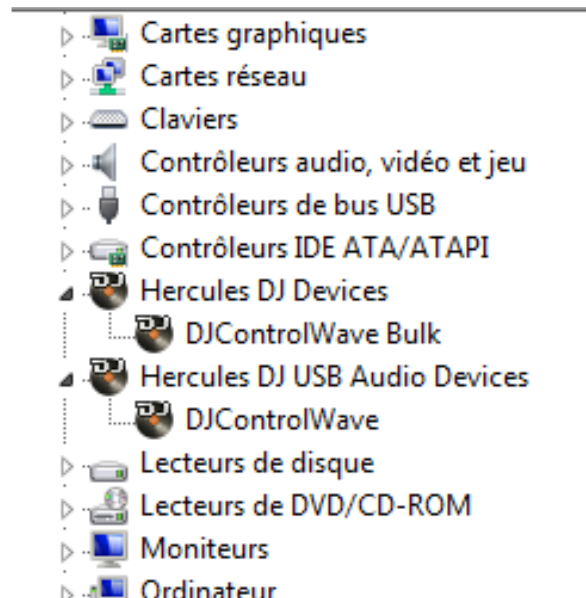 Cartes graphiques
Cartes réseau
Claviers
Contrôleurs audio, vidéo et jeu
Contrôleurs de bus USB
Contrôleurs IDE ATA/ATAPI
Hercules DJ Devices
DJControlWave Bulk
Hercules DJ USB Audio Devices
DJControlWave
Lecteurs de disque
Lecteurs de DVD/CD-ROM
Moniteurs
Ordinateur